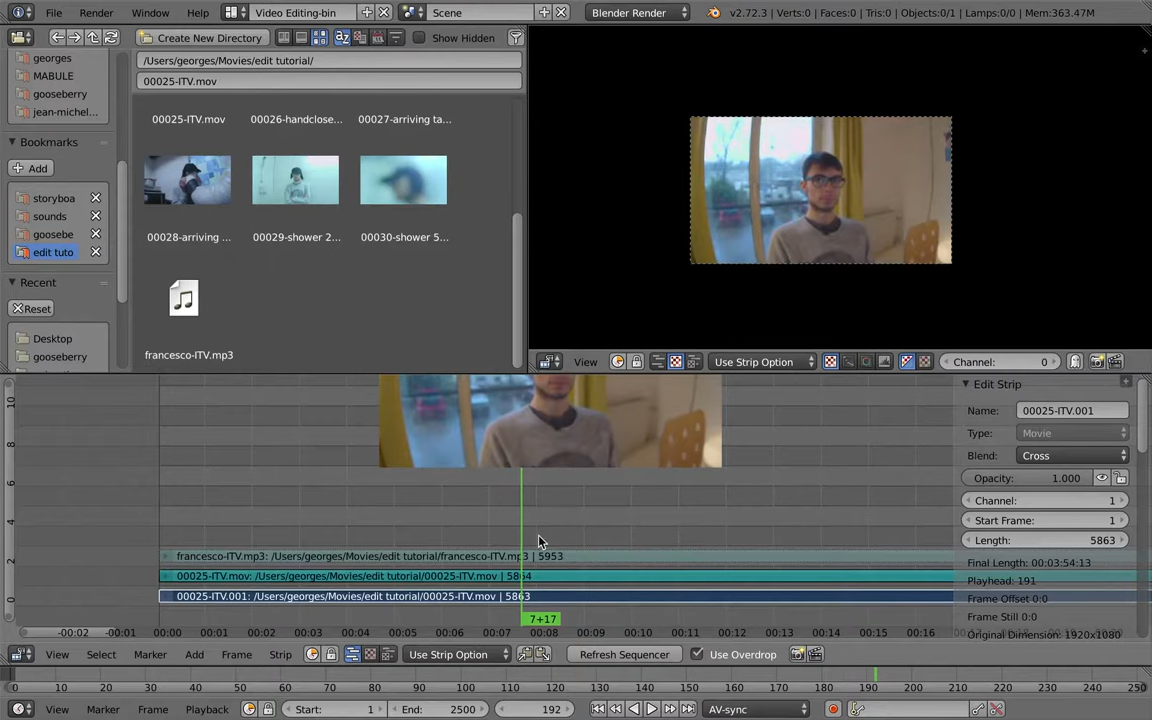 File Render Window Help Video Editing-bin Scene Blender Render v2.72.3 | Verts:0 | Faces:0 | Tris:0 | Objects:0/1 | Lamps:0/0 | Mem:363.47M
Create New Directory Show Hidden
georges
MABULE
gooseberry
jean-michel...
Bookmarks
Add
storyboa
sounds
goosebe
edit tuto
Recent
Reset
Desktop
gooseberry
/Users/georges/Movies/edit tutorial/
00025-ITV.mov
00025-ITV.mov 00026-handclose... 00027-arriving ta...
00028-arriving ... 00029-shower 2... 00030-shower 5...
francesco-ITV.mp3
View Use Strip Option Channel: 0
10
8
6
4
2
0
francesco-ITV.mp3: /Users/georges/Movies/edit tutorial/francesco-ITV.mp3 | 5953
00025-ITV.mov: /Users/georges/Movies/edit tutorial/00025-ITV.mov | 5864
00025-ITV.001: /Users/georges/Movies/edit tutorial/00025-ITV.mov | 5863
7+17
-00:02 -00:01 00:00 00:01 00:02 00:03 00:04 00:05 00:06 00:07 00:08 00:09 00:10 00:11 00:12 00:13 00:14 00:15 00:16
Edit Strip
Name: 00025-ITV.001
Type: Movie
Blend: Cross
Opacity: 1.000
Channel: 1
Start Frame: 1
Length: 5863
Final Length: 00:03:54:13
Playhead: 191
Frame Offset 0:0
Frame Still 0:0
Original Dimension: 1920x1080
View Select Marker Add Frame Strip Use Strip Option Refresh Sequencer Use Overdrop
0 10 20 30 40 50 60 70 80 90 100 110 120 130 140 150 160 170 180 190 200 210 220 230 240 250
View Marker Frame Playback Start: 1 End: 2500 192 AV-sync